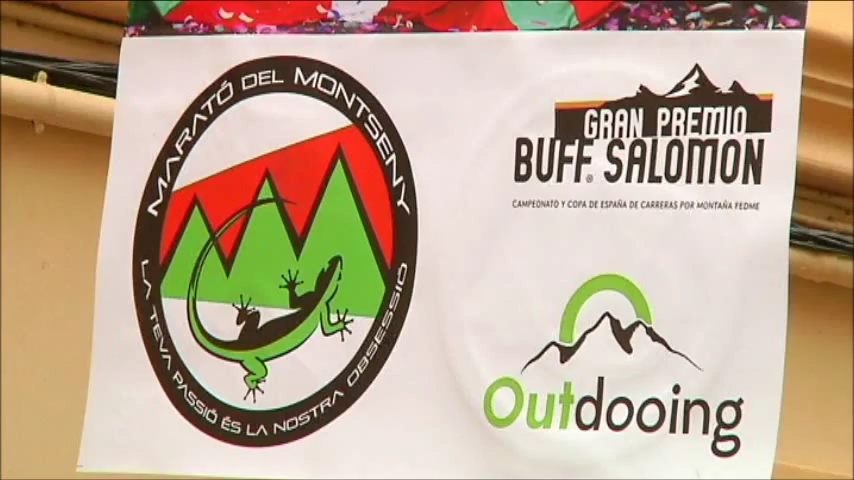 MARATÓ DEL MONTSENY
LA TEVA PASSIÓ ÉS LA NOSTRA OBSESSIÓ
GRAN PREMIO
BUFF® SALOMON
CAMPEONATO Y COPA DE ESPAÑA DE CARRERAS POR MONTAÑA FEDME
Outdooing